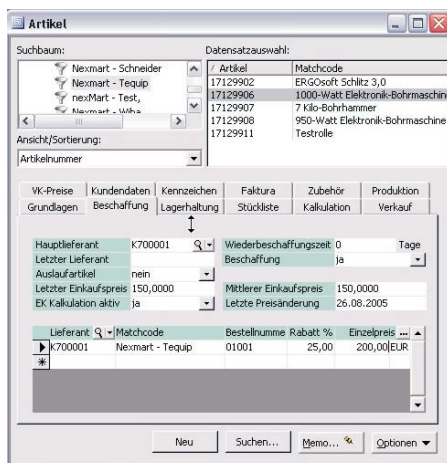 Artikel
Suchbaum:
Datensatzauswahl:
Nexmart - Schneider
Nexmart - Tequip
nexMart - Test,
Nexmart - Wiha
Artikel Matchcode
17129902 ERGOsoft Schlitz 3,0
17129906 1000-Watt Elektronik-Bohrmaschine
17129907 7 Kilo-Bohrhammer
17129908 950-Watt Elektronik-Bohrmaschine
17129911 Testrolle
Ansicht/Sortierung:
Artikelnummer
VK-Preise Kundendaten Kennzeichen Faktura Zubehör Produktion
Grundlagen Beschaffung Lagerhaltung Stückliste Kalkulation Verkauf
Hauptlieferant K700001 Wiederbeschaffungszeit 0 Tage
Letzter Lieferant Beschaffung ja
Auslaufartikel nein
Letzter Einkaufspreis 150,0000 Mittlerer Einkaufspreis 150,0000
EK Kalkulation aktiv ja Letzte Preisänderung 26.08.2005
Lieferant Matchcode Bestellnumme Rabatt % Einzelpreis ...
K700001 Nexmart - Tequip 01001 25,00 200,00 EUR
Neu Suchen... Memo... Optionen